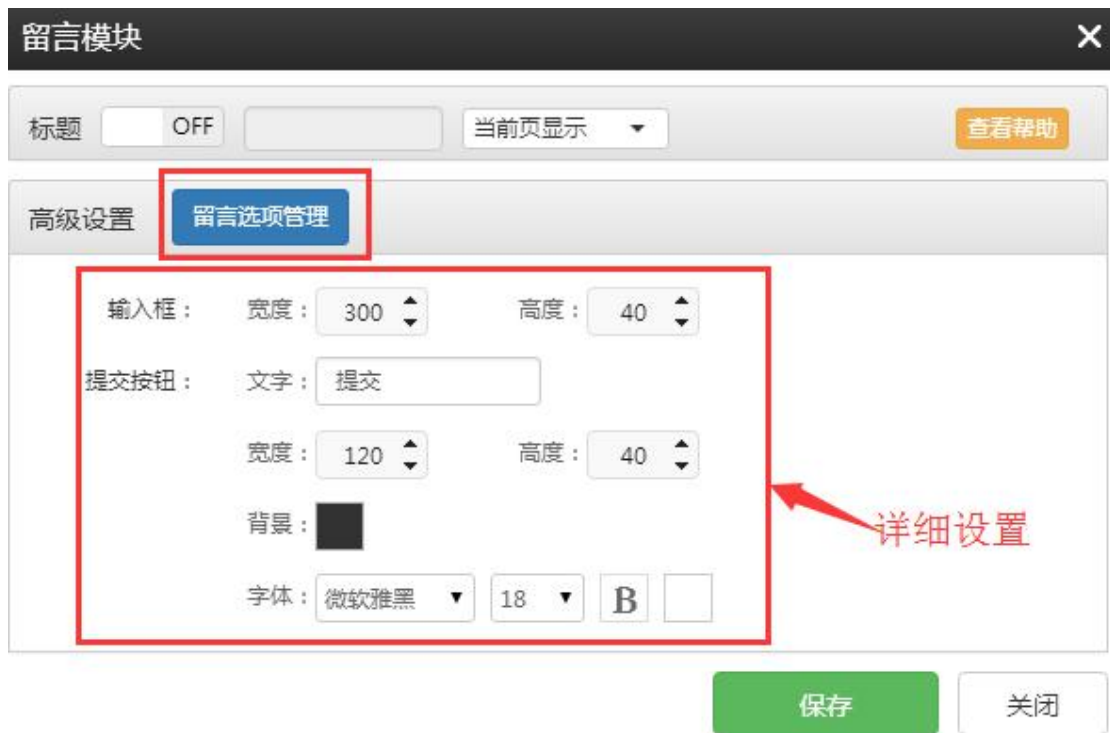 留言模块
标题 OFF 当前页显示 查看帮助
高级设置 留言选项管理
输入框： 宽度： 300 高度： 40
提交按钮： 文字： 提交
宽度： 120 高度： 40
背景：
详细设置
字体： 微软雅黑 18 B
保存 关闭